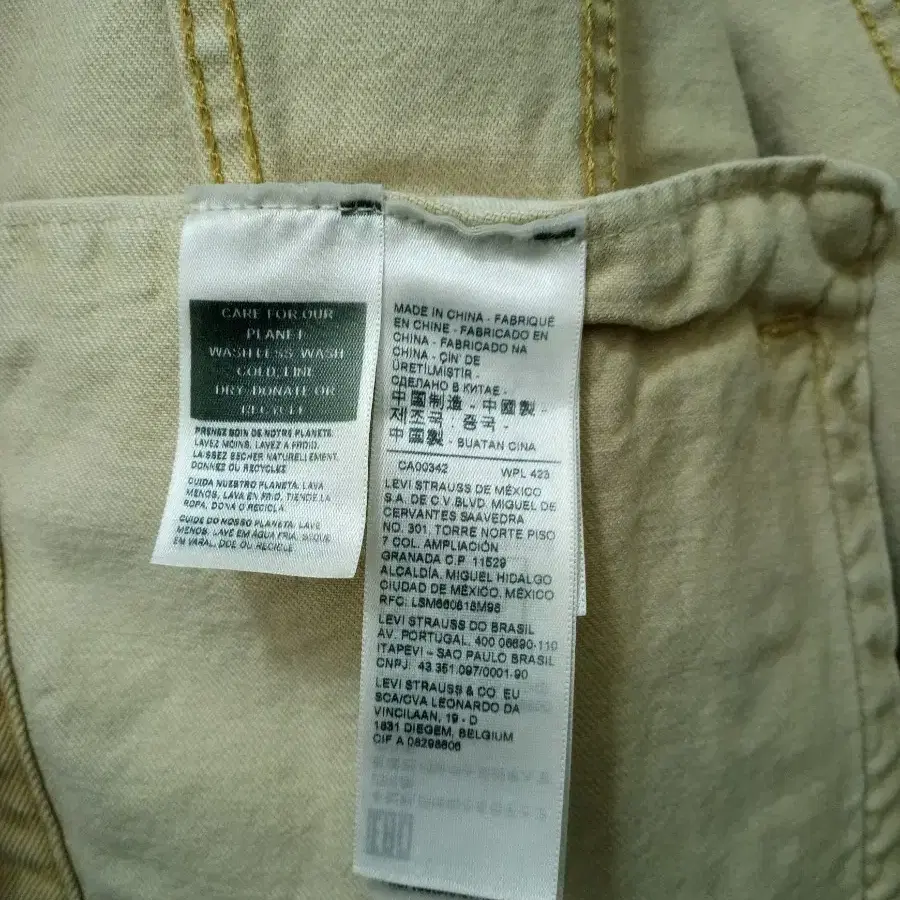 CARE FOR OUR
PLANET
WASH LESS, WASH
COLD, LINE
DRY, DONATE OR
RECYCLE
PRENEZ SOIN DE NOTRE PLANETE.
LAVEZ MOINS, LAVEZ A FROID,
LAISSEZ SECHER NATURELLEMENT,
DONNEZ OU RECYCLEZ
CUIDA NUESTRO PLANETA. LAVA
MENOS, LAVA EN FRIO, TIENDE LA
ROPA, DONA O RECICLA
CUIDE DO NOSSO PLANETA. LAVE
MENOS, LAVE EM ÁGUA FRIA, SEQUE
EM VARAL, DOE OU RECICLE
MADE IN CHINA - FABRIQUÉ
EN CHINE - FABRICADO EN
CHINA - FABRICADO NA
CHINA - ÇIN' DE
ÜRETİLMİŞTİR -
СДЕЛАНО В КИТАЕ -
中国制造 - 中國製 -
제조국 : 중국 -
中国製 - BUATAN CINA
CA00342 WPL 423
LEVI STRAUSS DE MÉXICO
S.A. DE C.V.BLVD. MIGUEL DE
CERVANTES SAAVEDRA
NO. 301, TORRE NORTE PISO
7 COL. AMPLIACIÓN
GRANADA C.P. 11529
ALCALDÍA. MIGUEL HIDALGO
CIUDAD DE MÉXICO, MÉXICO
RFC: LSM660618M98
LEVI STRAUSS DO BRASIL
AV. PORTUGAL, 400 06690-110
ITAPEVI – SAO PAULO BRASIL
CNPJ: 43.351.097/0001-90
LEVI STRAUSS & CO. EU
SCA/CVA LEONARDO DA
VINCILAAN, 19 - D
1831 DIEGEM, BELGIUM
CIF A 08298606